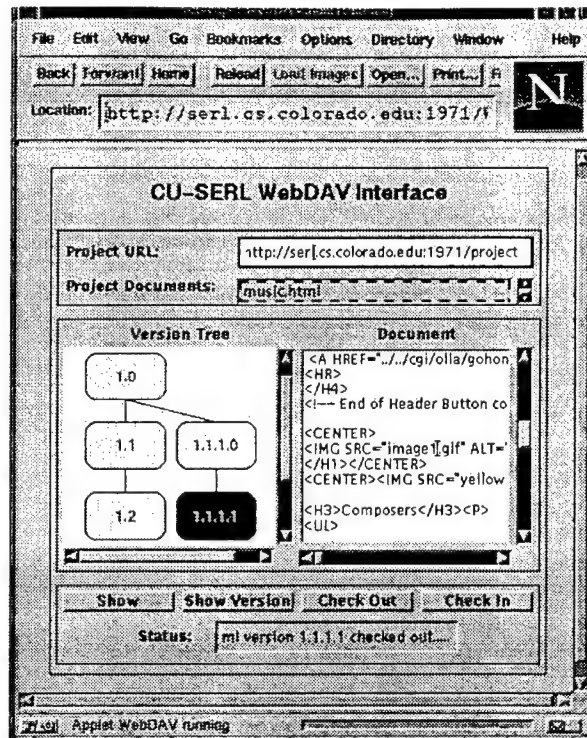 File Edit View Go Bookmarks Options Directory Window Help
Back Forward Home Reload Load Images Open... Print... F
Location: http://serl.cs.colorado.edu:1971/
N
CU-SERL WebDAV Interface
Project URL: http://serl.cs.colorado.edu:1971/project
Project Documents: music.html
Version Tree Document
1.0
1.1 1.1.1.0
1.2 1.1.1.1
<A HREF="../../cgi/olla/gohon
<HR>
</H4>
<!-- End of Header Button co
<CENTER>
<IMG SRC="image1.gif" ALT="
</H1></CENTER>
<CENTER><IMG SRC="yellow
<H3>Composers</H3><P>
<UL>
Show Show Version Check Out Check In
Status: ml version 1.1.1.1 checked out....
Applet WebDAV running